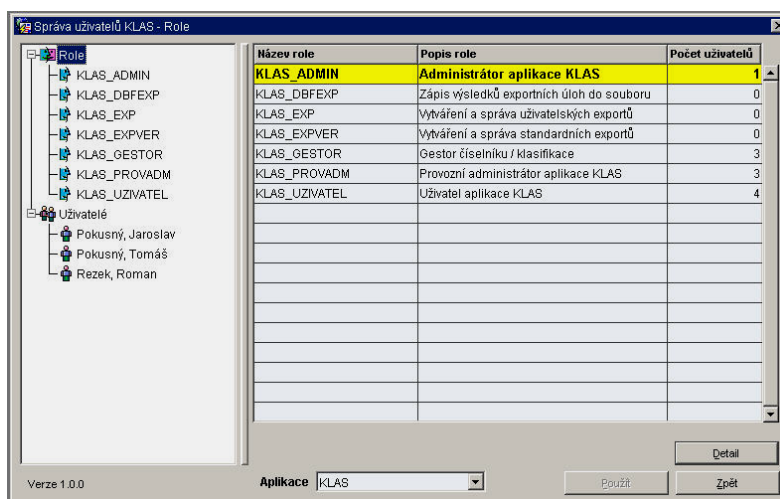 Správa uživatelů KLAS - Role
Role
KLAS_ADMIN
KLAS_DBFEXP
KLAS_EXP
KLAS_EXPVER
KLAS_GESTOR
KLAS_PROVADM
KLAS_UZIVATEL
Uživatelé
Pokusný, Jaroslav
Pokusný, Tomáš
Rezek, Roman
Název role Popis role Počet uživatelů
KLAS_ADMIN Administrátor aplikace KLAS 1
KLAS_DBFEXP Zápis výsledků exportních úloh do souboru 0
KLAS_EXP Vytváření a správa uživatelských exportů 0
KLAS_EXPVER Vytváření a správa standardních exportů 0
KLAS_GESTOR Gestor číselníku / klasifikace 3
KLAS_PROVADM Provozní administrátor aplikace KLAS 3
KLAS_UZIVATEL Uživatel aplikace KLAS 4
Detail
Verze 1.0.0 Aplikace KLAS Použít Zpět